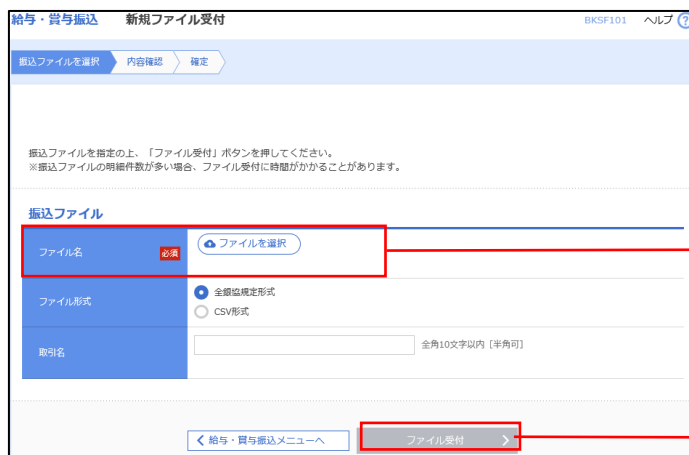 給与・賞与振込 新規ファイル受付 BKSF101 ヘルプ ?
振込ファイルを選択 内容確認 確定
振込ファイルを指定の上、「ファイル受付」ボタンを押してください。
※振込ファイルの明細件数が多い場合、ファイル受付に時間がかかることがあります。
振込ファイル
ファイル名 必須 ファイルを選択
ファイル形式 全銀協規定形式
CSV形式
取引名 全角10文字以内［半角可］
給与・賞与振込メニューへ ファイル受付